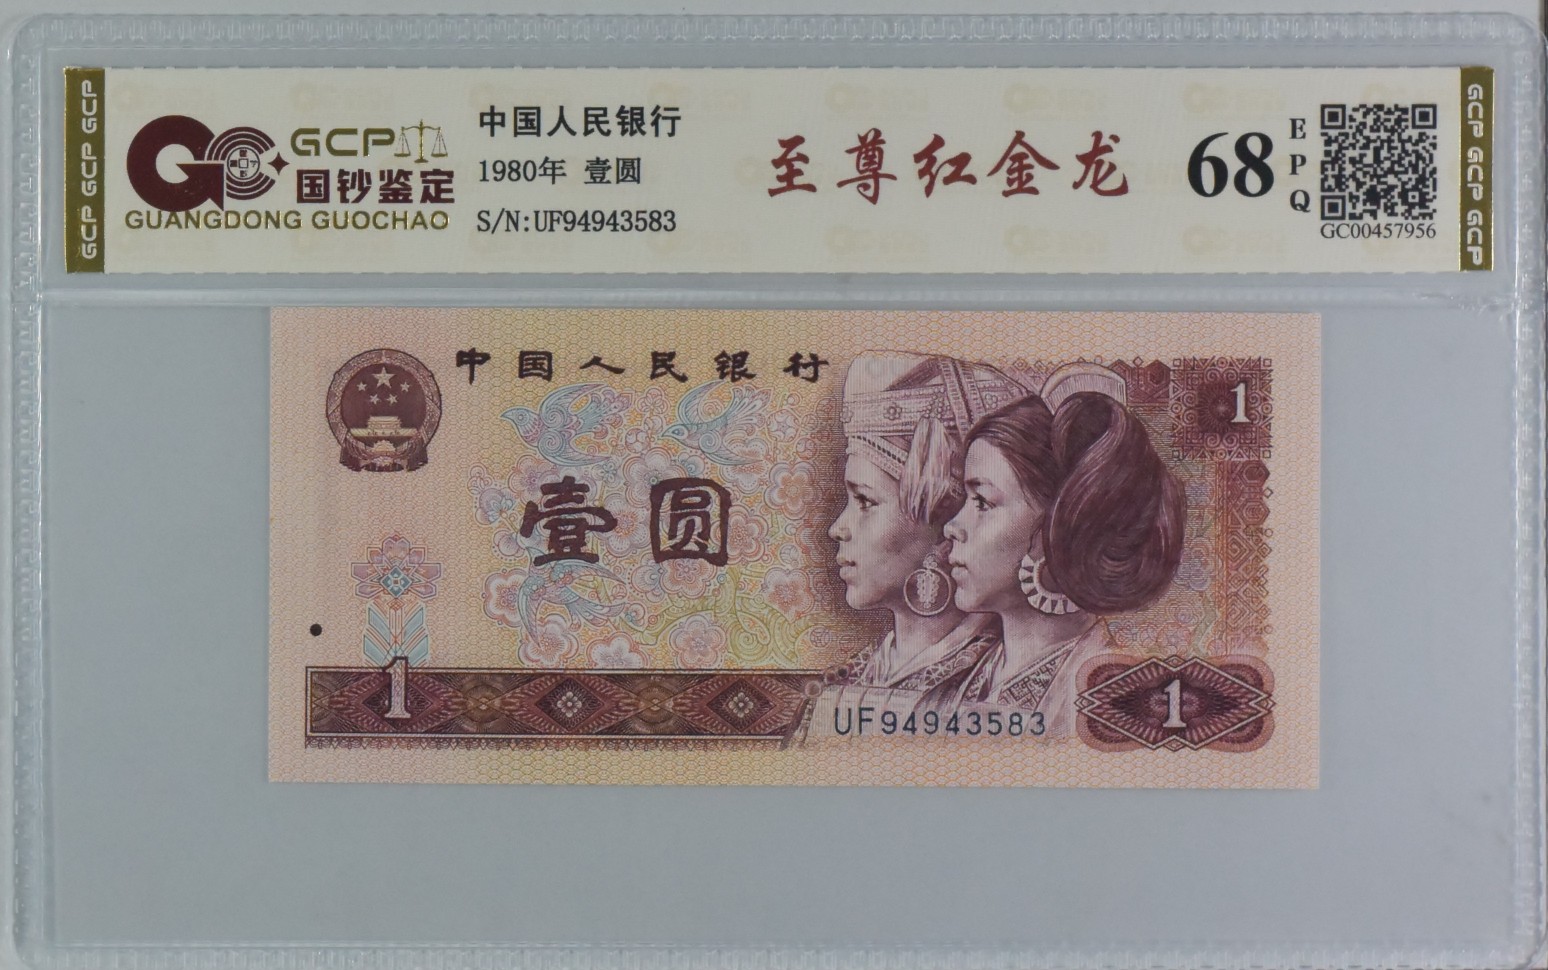 GCP GCP GCP
GCP
国钞鉴定
GUANGDONG GUOCHAO
中国人民银行
1980年 壹圆
S/N:UF94943583
至尊红金龙
68
EPQ
GC00457956
GCP GCP GCP
中国人民银行
1
壹圆
1
UF94943583
1